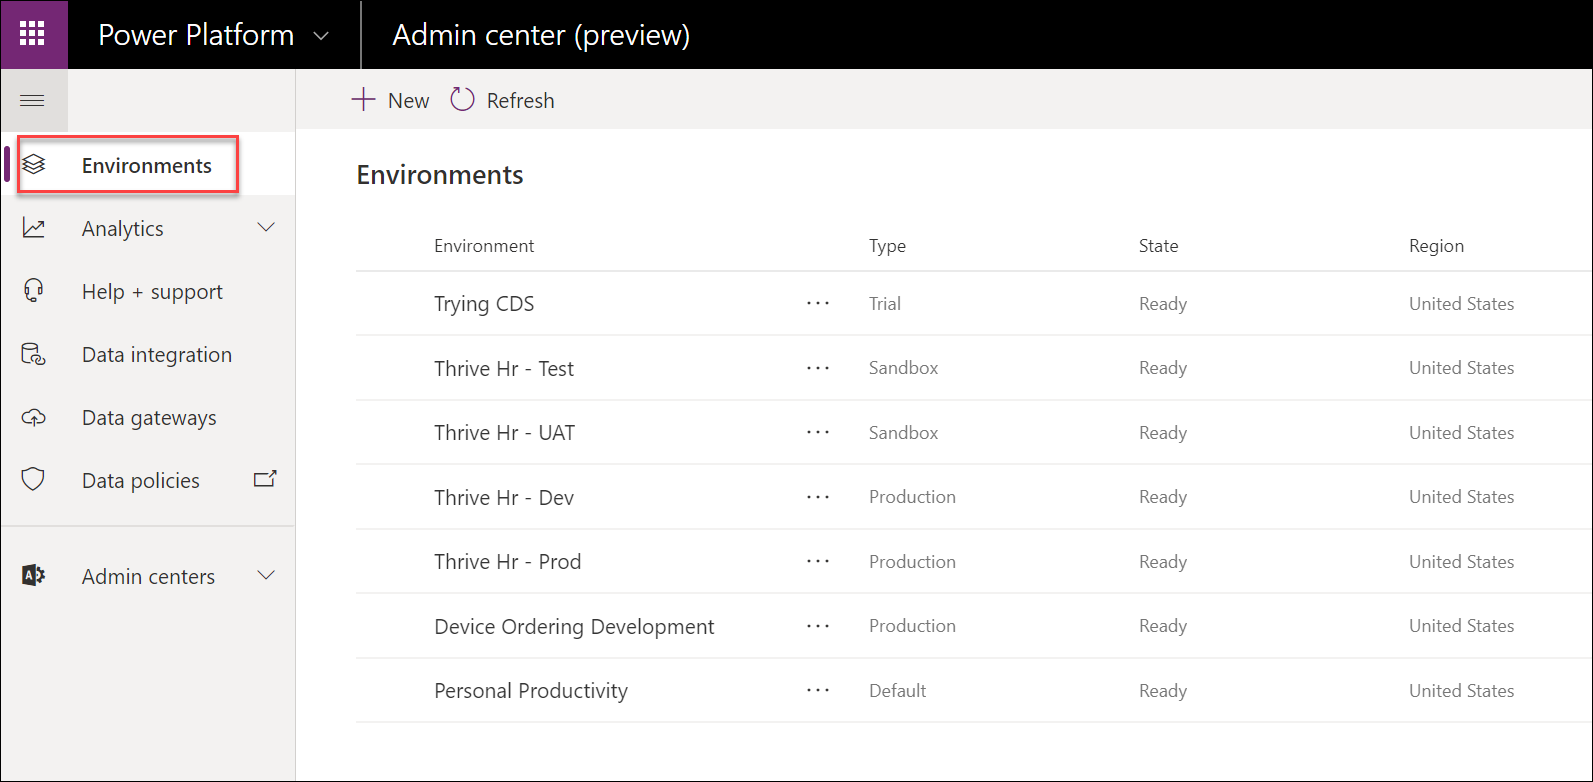 Power Platform Admin center (preview)
New Refresh
Environments
Analytics
Help + support
Data integration
Data gateways
Data policies
Admin centers
Environments
Environment Type State Region
Trying CDS ··· Trial Ready United States
Thrive Hr - Test ··· Sandbox Ready United States
Thrive Hr - UAT ··· Sandbox Ready United States
Thrive Hr - Dev ··· Production Ready United States
Thrive Hr - Prod ··· Production Ready United States
Device Ordering Development ··· Production Ready United States
Personal Productivity ··· Default Ready United States